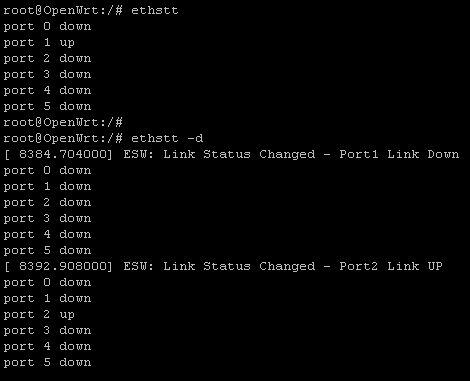 root@OpenWrt:/# ethstt
port 0 down
port 1 up
port 2 down
port 3 down
port 4 down
port 5 down
root@OpenWrt:/#
root@OpenWrt:/# ethstt -d
[ 8384.704000] ESW: Link Status Changed - Port1 Link Down
port 0 down
port 1 down
port 2 down
port 3 down
port 4 down
port 5 down
[ 8392.908000] ESW: Link Status Changed - Port2 Link UP
port 0 down
port 1 down
port 2 up
port 3 down
port 4 down
port 5 down